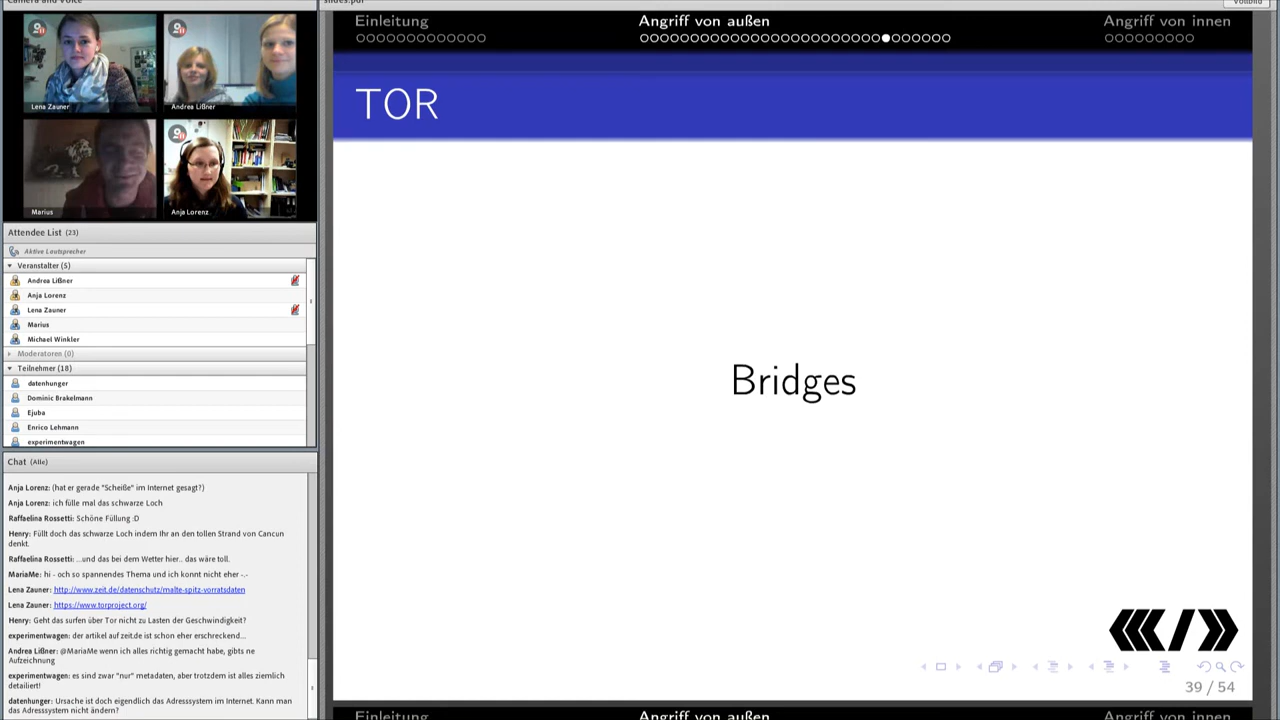 Camera and Voice
Lena Zauner
Andrea Lißner
Marius
Anja Lorenz
Attendee List (23)
Aktive Lautsprecher
Veranstalter (5)
Andrea Lißner
Anja Lorenz
Lena Zauner
Marius
Michael Winkler
Moderatoren (0)
Teilnehmer (18)
datenhunger
Dominic Brakelmann
Ejuba
Enrico Lehmann
experimentwagen
Chat (Alle)
Anja Lorenz: (hat er gerade "Scheiße" im Internet gesagt?)
Anja Lorenz: ich fülle mal das schwarze Loch
Raffaelina Rossetti: Schöne Füllung :D
Henry: Füllt doch das schwarze Loch indem Ihr an den tollen Strand von Cancun
denkt.
Raffaelina Rossetti: ...und das bei dem Wetter hier.. das wäre toll.
MariaMe: hi - och so spannendes Thema und ich konnt nicht eher -.-
Lena Zauner: http://www.zeit.de/datenschutz/malte-spitz-vorratsdaten
Lena Zauner: https://www.torproject.org/
Henry: Geht das surfen über Tor nicht zu Lasten der Geschwindigkeit?
experimentwagen: der artikel auf zeit.de ist schon eher erschreckend...
Andrea Lißner: @MariaMe wenn ich alles richtig gemacht habe, gibts ne
Aufzeichnung
experimentwagen: es sind zwar "nur" metadaten, aber trotzdem ist alles ziemlich
detailiert!
datenhunger: Ursache ist doch eigendlich das Adresssystem im Internet. Kann man
das Adresssystem nicht ändern?
slides.pdf
Vollbild
Einleitung
Angriff von außen
Angriff von innen
TOR
Bridges
39 / 54
Einleitung
Angriff von außen
Angriff von innen